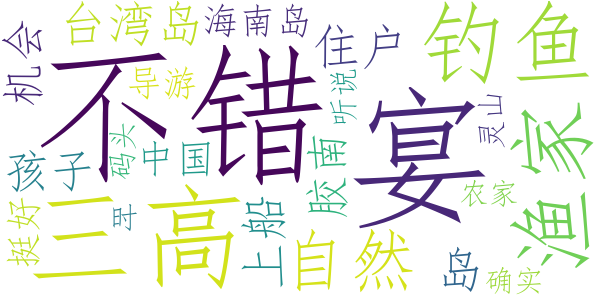 台湾岛
海南岛
钓鱼
机会
住户
不错
导游
听说
宴
灵山
渔家
码头
中国
胶南
孩子
三高
农家
挺好
早
上船
自然
岛
确实